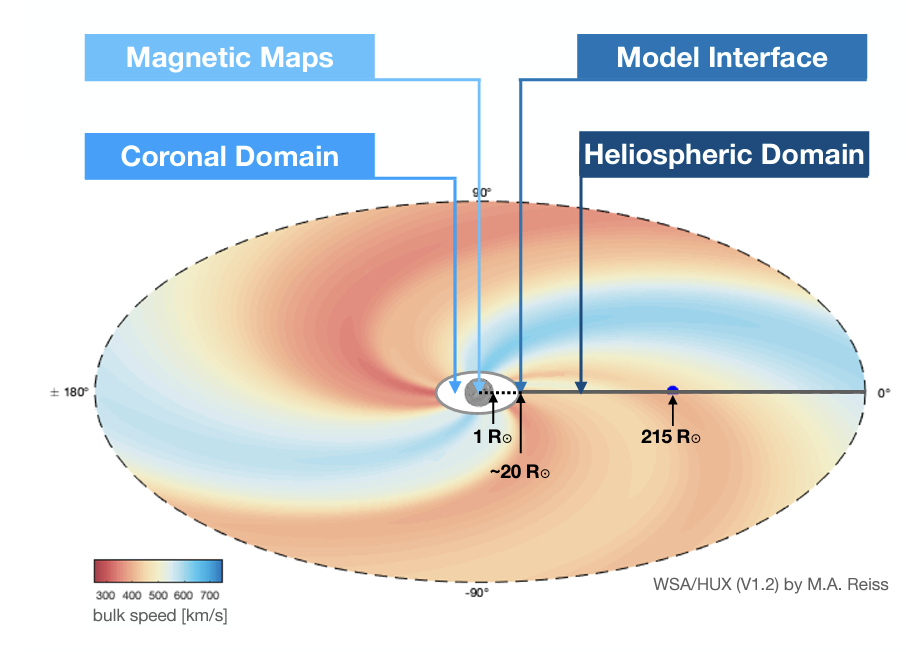 Magnetic Maps
Model Interface
Coronal Domain
Heliospheric Domain
90°
± 180°
0°
1 R☉
215 R☉
~20 R☉
300 400 500 600 700
bulk speed [km/s]
-90°
WSA/HUX (V1.2) by M.A. Reiss